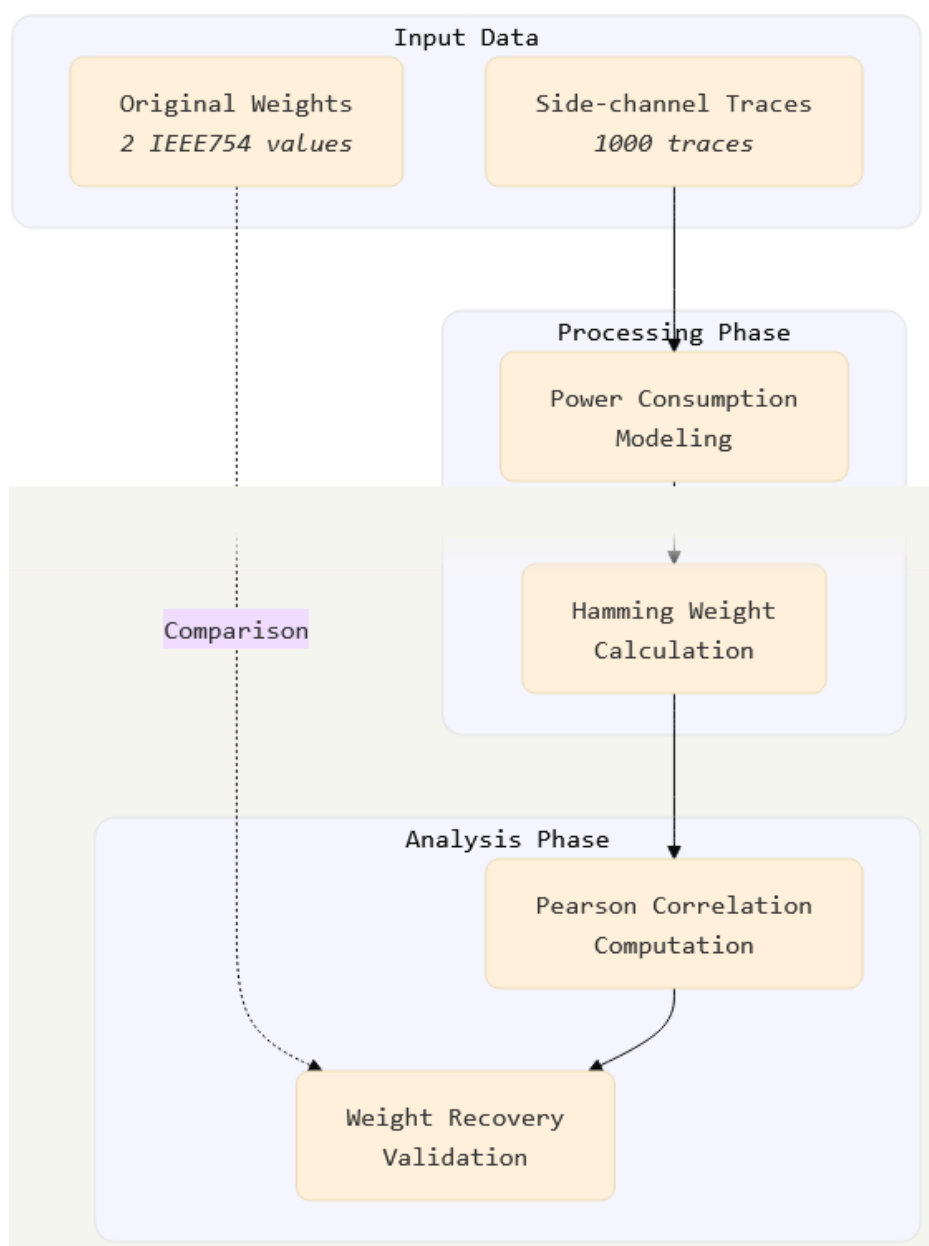 Input Data
Original Weights
2 IEEE754 values
Side-channel Traces
1000 traces
Processing Phase
Power Consumption
Modeling
Hamming Weight
Calculation
Comparison
Analysis Phase
Pearson Correlation
Computation
Weight Recovery
Validation